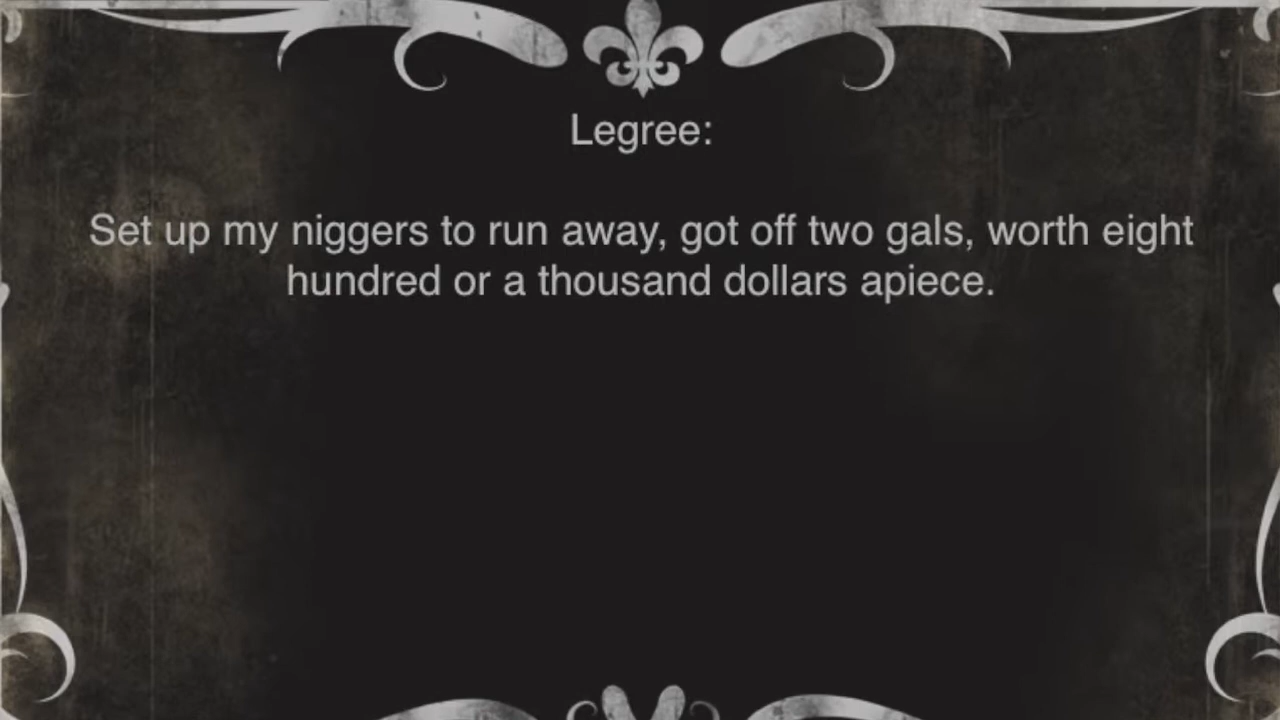 Legree:
Set up my niggers to run away, got off two gals, worth eight
hundred or a thousand dollars apiece.